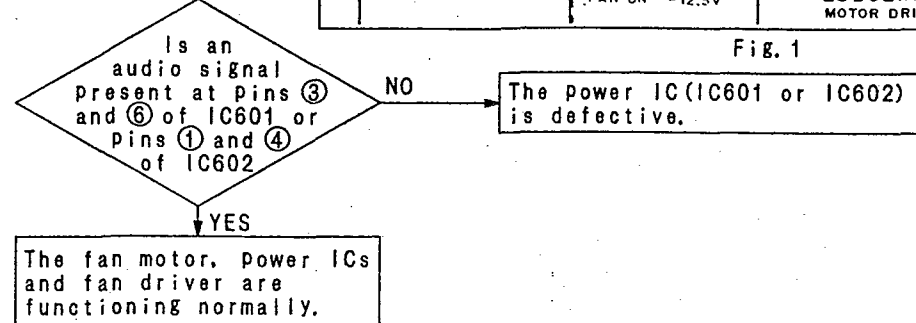 MOTOR
Fig. 1
Is an
audio signal
present at pins ③
and ⑥ of IC601 or
pins ① and ④
of IC602
NO
The power IC(IC601 or IC602)
is defective.
YES
The fan motor, power ICs
and fan driver are
functioning normally.